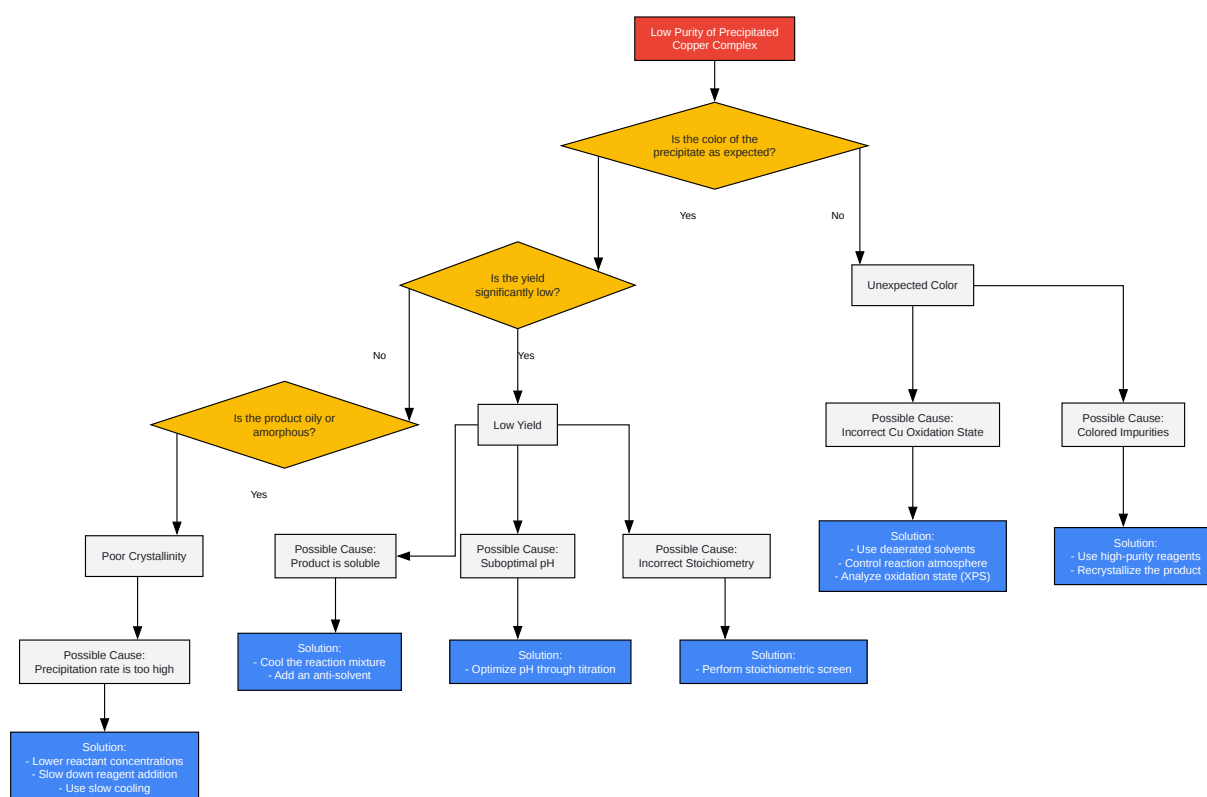 Low Purity of Precipitated
Copper Complex
Is the color of the
precipitate as expected?
Yes
No
Is the yield
significantly low?
Unexpected Color
No
Yes
Is the product oily or
amorphous?
Low Yield
Possible Cause:
Incorrect Cu Oxidation State
Possible Cause:
Colored Impurities
Yes
Poor Crystallinity
Possible Cause:
Product is soluble
Possible Cause:
Suboptimal pH
Possible Cause:
Incorrect Stoichiometry
Solution:
- Use deaerated solvents
- Control reaction atmosphere
- Analyze oxidation state (XPS)
Solution:
- Use high-purity reagents
- Recrystallize the product
Possible Cause:
Precipitation rate is too high
Solution:
- Cool the reaction mixture
- Add an anti-solvent
Solution:
- Optimize pH through titration
Solution:
- Perform stoichiometric screen
Solution:
- Lower reactant concentrations
- Slow down reagent addition
- Use slow cooling